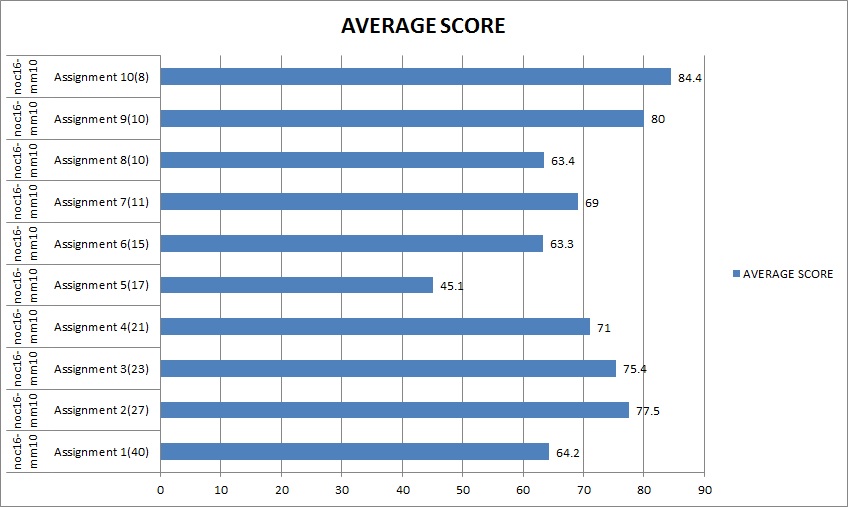 AVERAGE SCORE
noc16-
mm10
Assignment 10(8)
84.4
noc16-
mm10
Assignment 9(10)
80
noc16-
mm10
Assignment 8(10)
63.4
noc16-
mm10
Assignment 7(11)
69
noc16-
mm10
Assignment 6(15)
63.3
noc16-
mm10
Assignment 5(17)
45.1
noc16-
mm10
Assignment 4(21)
71
noc16-
mm10
Assignment 3(23)
75.4
noc16-
mm10
Assignment 2(27)
77.5
noc16-
mm10
Assignment 1(40)
64.2
0 10 20 30 40 50 60 70 80 90
AVERAGE SCORE